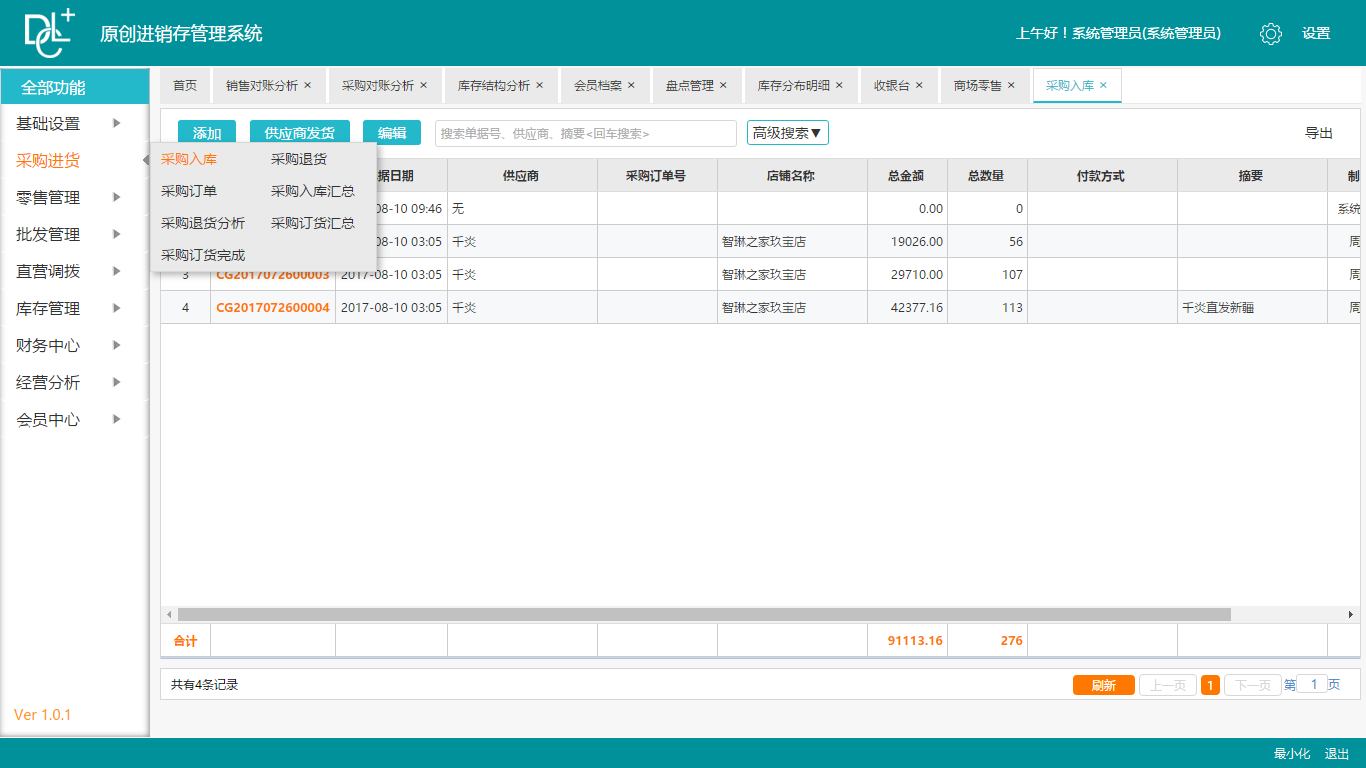 DLC+
原创进销存管理系统
上午好！系统管理员(系统管理员)
设置
全部功能
首页 销售对账分析 × 采购对账分析 × 库存结构分析 × 会员档案 × 盘点管理 × 库存分布明细 × 收银台 × 商场零售 × 采购入库 ×
基础设置
采购进货
零售管理
批发管理
直营调拨
库存管理
财务中心
经营分析
会员中心
Ver 1.0.1
添加 供应商发货 编辑 搜索单据号、供应商、摘要<回车搜索> 高级搜索▼ 导出
采购入库 采购退货
采购订单 采购入库汇总
采购退货分析 采购订货汇总
采购订货完成
据日期 供应商 采购订单号 店铺名称 总金额 总数量 付款方式 摘要 制
08-10 09:46 无 0.00 0 系统
08-10 03:05 千炎 智琳之家玖宝店 19026.00 56 周
3 CG2017072600003 2017-08-10 03:05 千炎 智琳之家玖宝店 29710.00 107 周
4 CG2017072600004 2017-08-10 03:05 千炎 智琳之家玖宝店 42377.16 113 千炎直发新疆 周
合计 91113.16 276
共有4条记录 刷新 上一页 1 下一页 第 1 页
最小化 退出